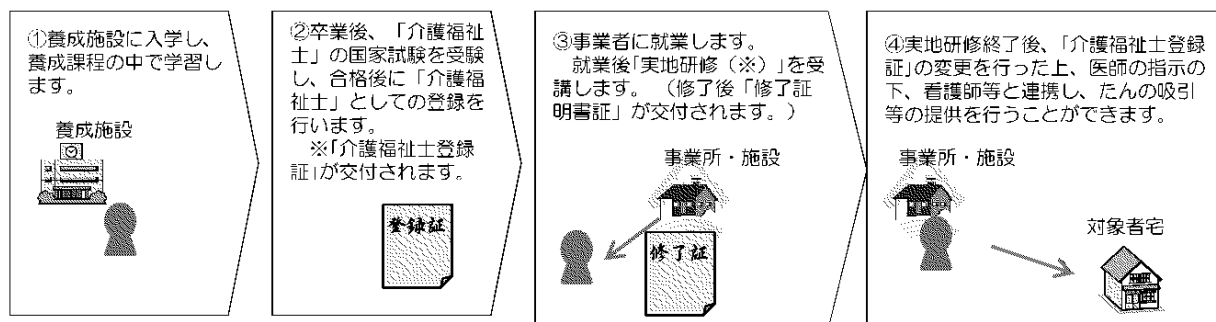 ①養成施設に入学し、
養成課程の中で学習し
ます。
養成施設
②卒業後、「介護福祉
士」の国家試験を受験
し、合格後に「介護福
祉士」としての登録を
行います。
※「介護福祉士登録
証」が交付されます。
登録証
③事業者に就業します。
就業後「実地研修（※）」を受
講します。（修了後「修了証
明書証」が交付されます。）
事業所・施設
修了証
④実地研修終了後、「介護福祉士登録
証」の変更を行った上、医師の指示の
下、看護師等と連携し、たんの吸引
等の提供を行うことができます。
事業所・施設
対象者宅